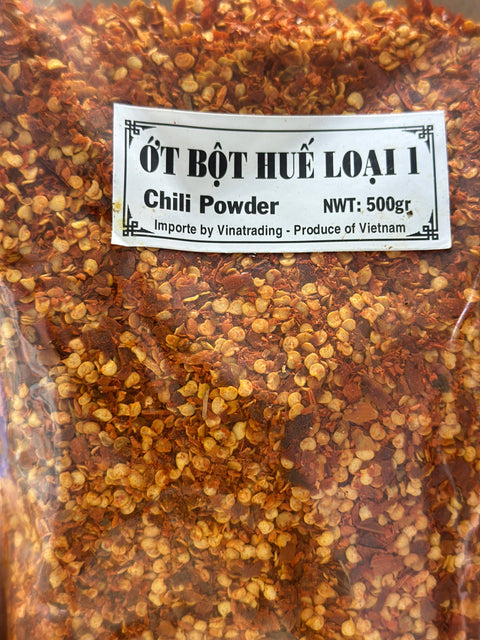 ỚT BỘT HUẾ LOẠI 1
Chili Powder NWT: 500gr
Importe by Vinatrading - Produce of Vietnam